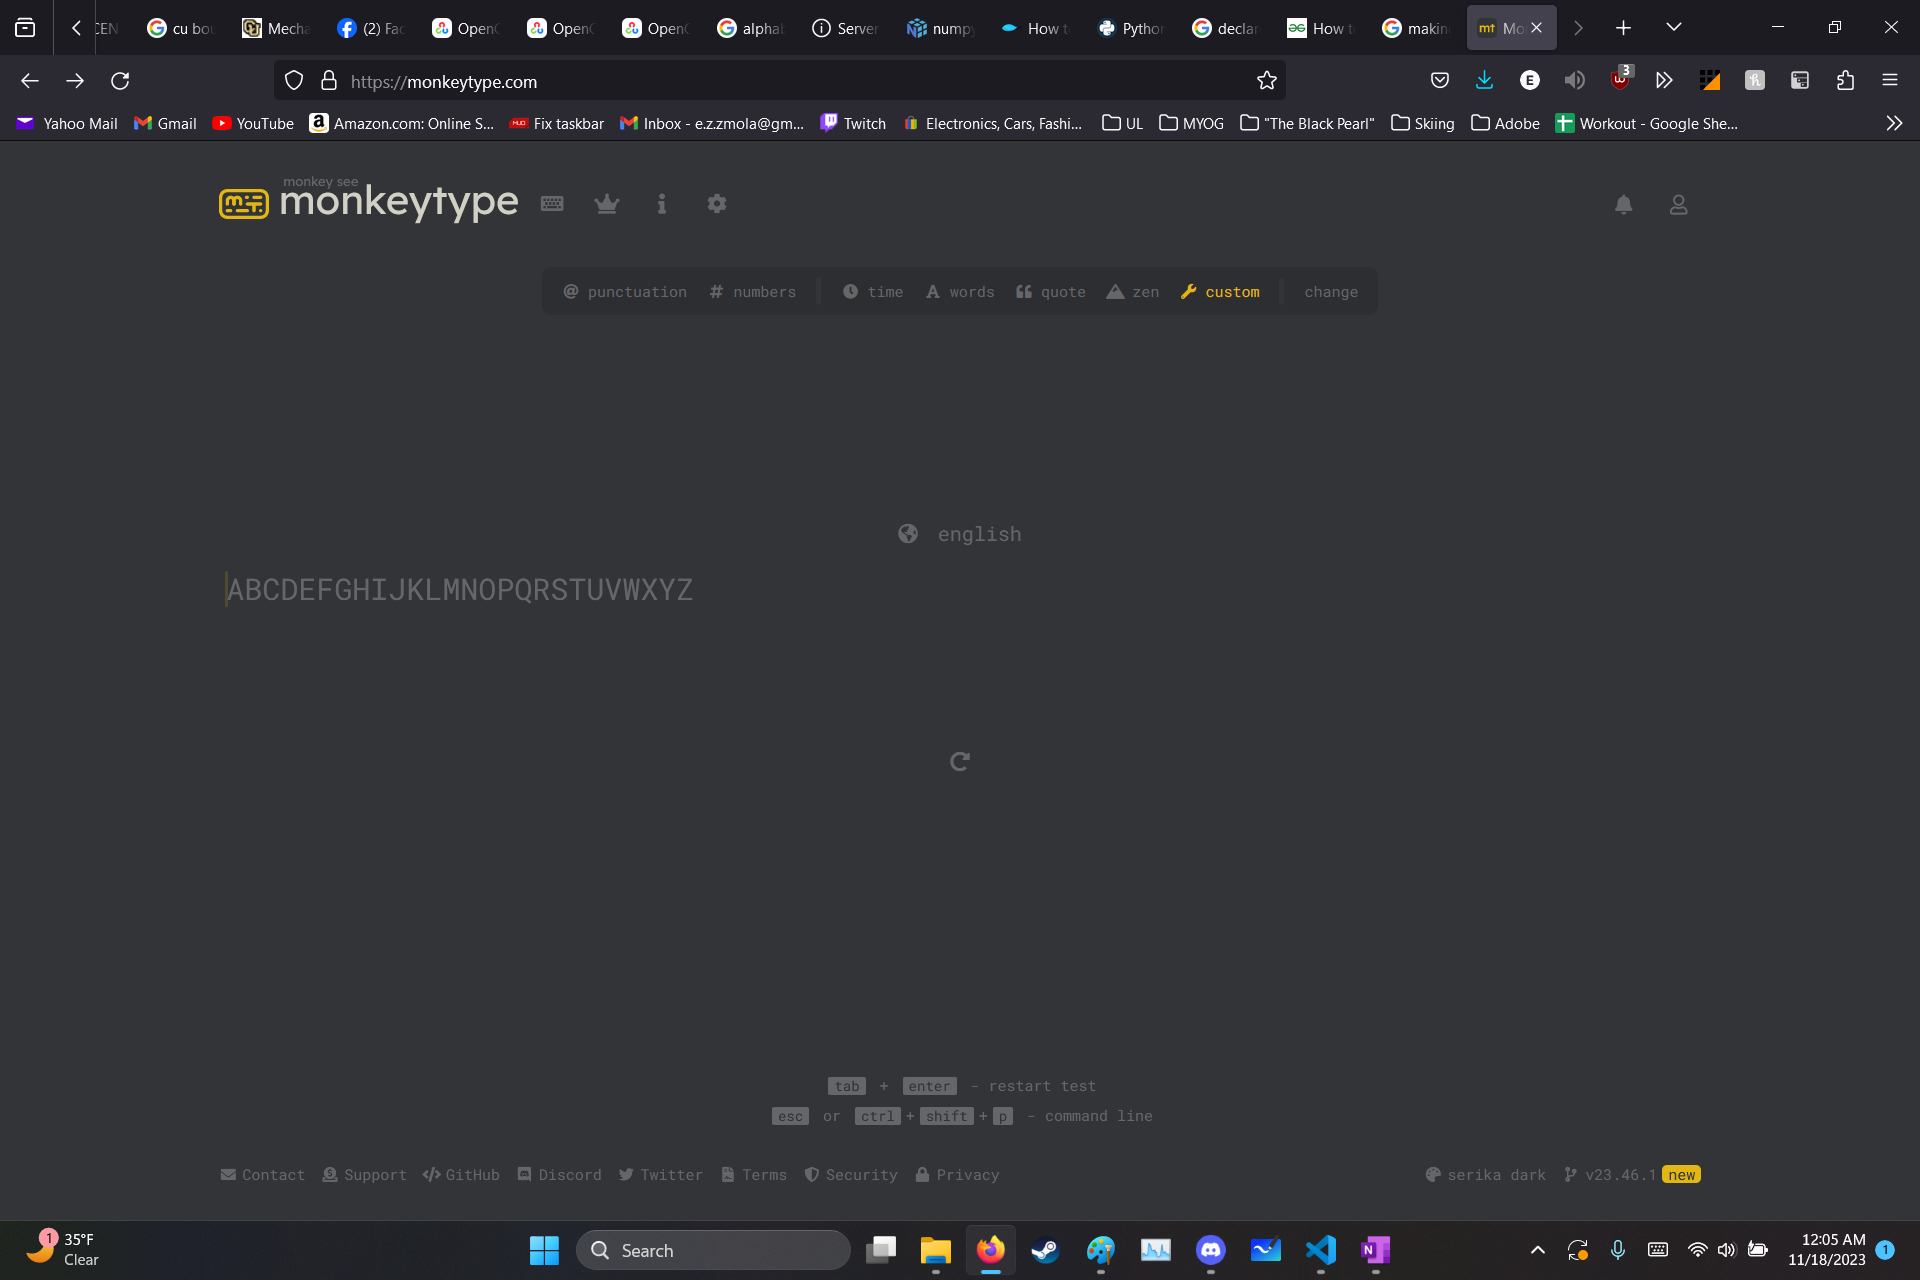 CEN cu bou Mecha (2) Fac OpenC OpenC OpenC alphab Server numpy How to Python declar How to making Mo
https://monkeytype.com
3
Yahoo Mail Gmail YouTube Amazon.com: Online S... Fix taskbar Inbox - e.z.zmola@gm... Twitch Electronics, Cars, Fashi... UL MYOG "The Black Pearl" Skiing Adobe Workout - Google She...
monkey see
monkeytype
@ punctuation # numbers time A words quote zen custom change
english
ABCDEFGHIJKLMNOPQRSTUVWXYZ
tab + enter - restart test
esc or ctrl + shift + p - command line
Contact Support GitHub Discord Twitter Terms Security Privacy serika dark v23.46.1 new
1 35°F
Clear
Search
12:05 AM
11/18/2023 1